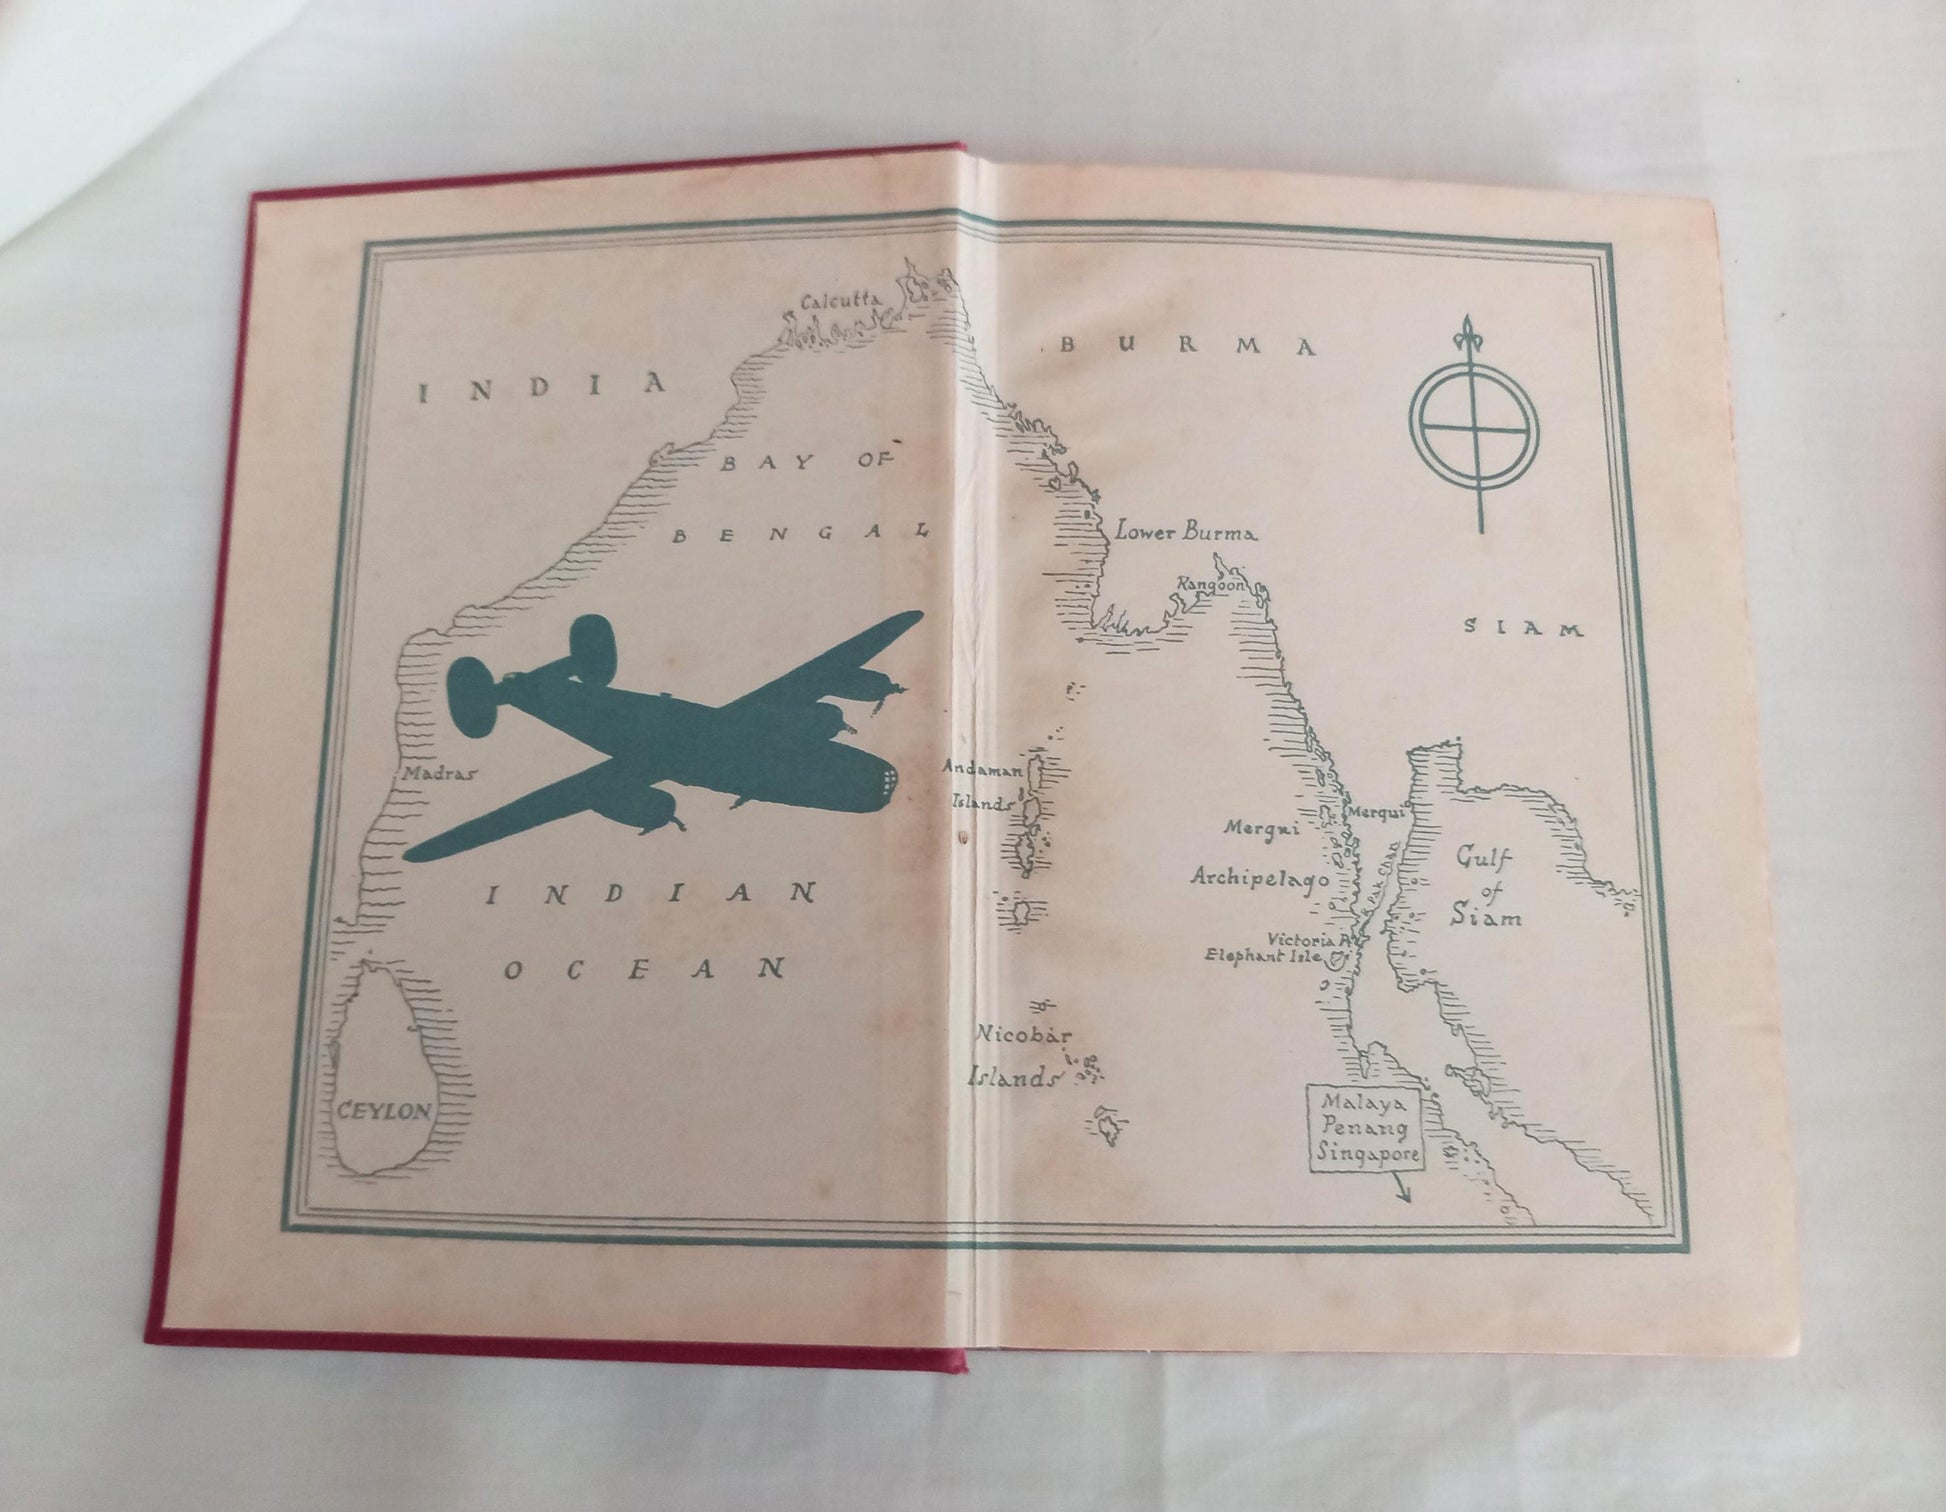 Calcutta
INDIA
BURMA
BAY OF
BENGAL
Lower Burma
Rangoon
SIAM
Madras
Andaman
Islands
Mergui
Mergui
Archipelago
Gulf
of
Siam
INDIAN
OCEAN
Victoria P.
Elephant Isle
Nicobar
Islands
CEYLON
Malaya
Penang
Singapore